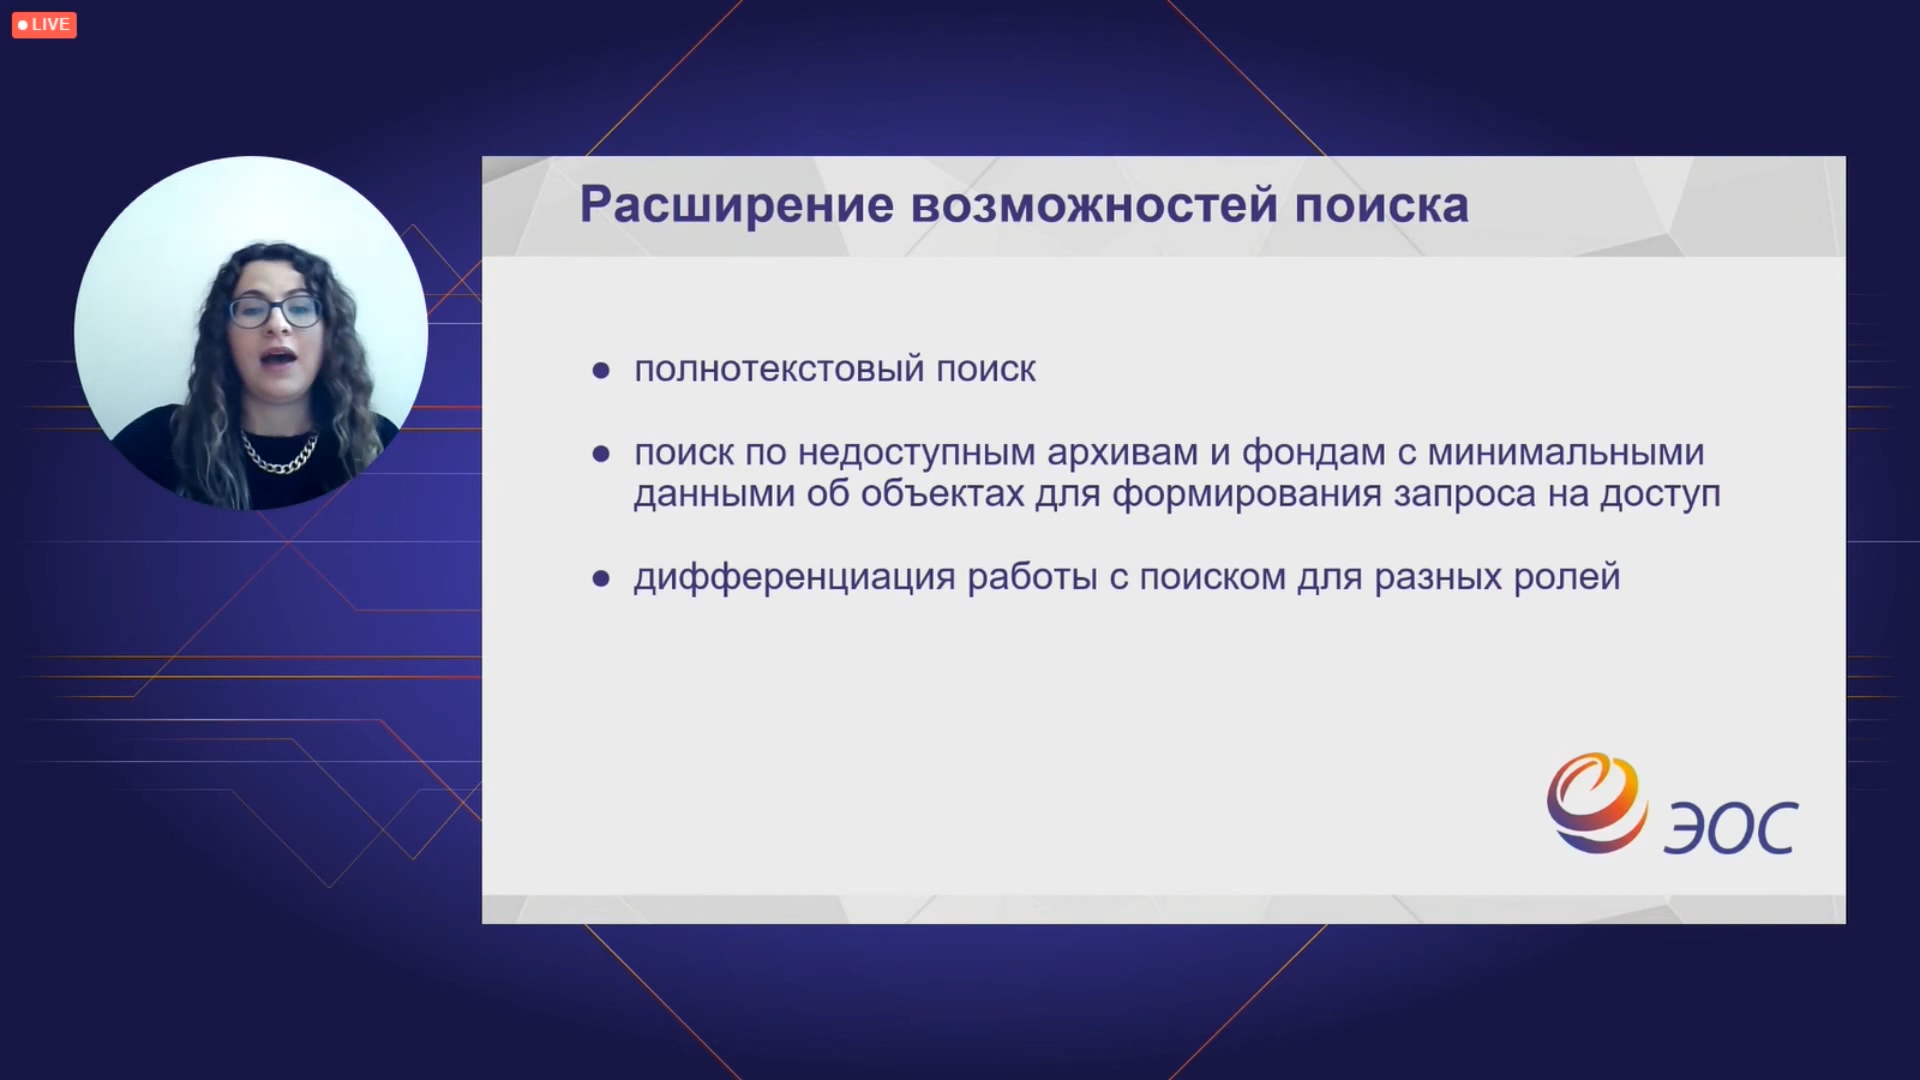 LIVE
Расширение возможностей поиска
● полнотекстовый поиск
● поиск по недоступным архивам и фондам с минимальными
данными об объектах для формирования запроса на доступ
● дифференциация работы с поиском для разных ролей
ЭОС